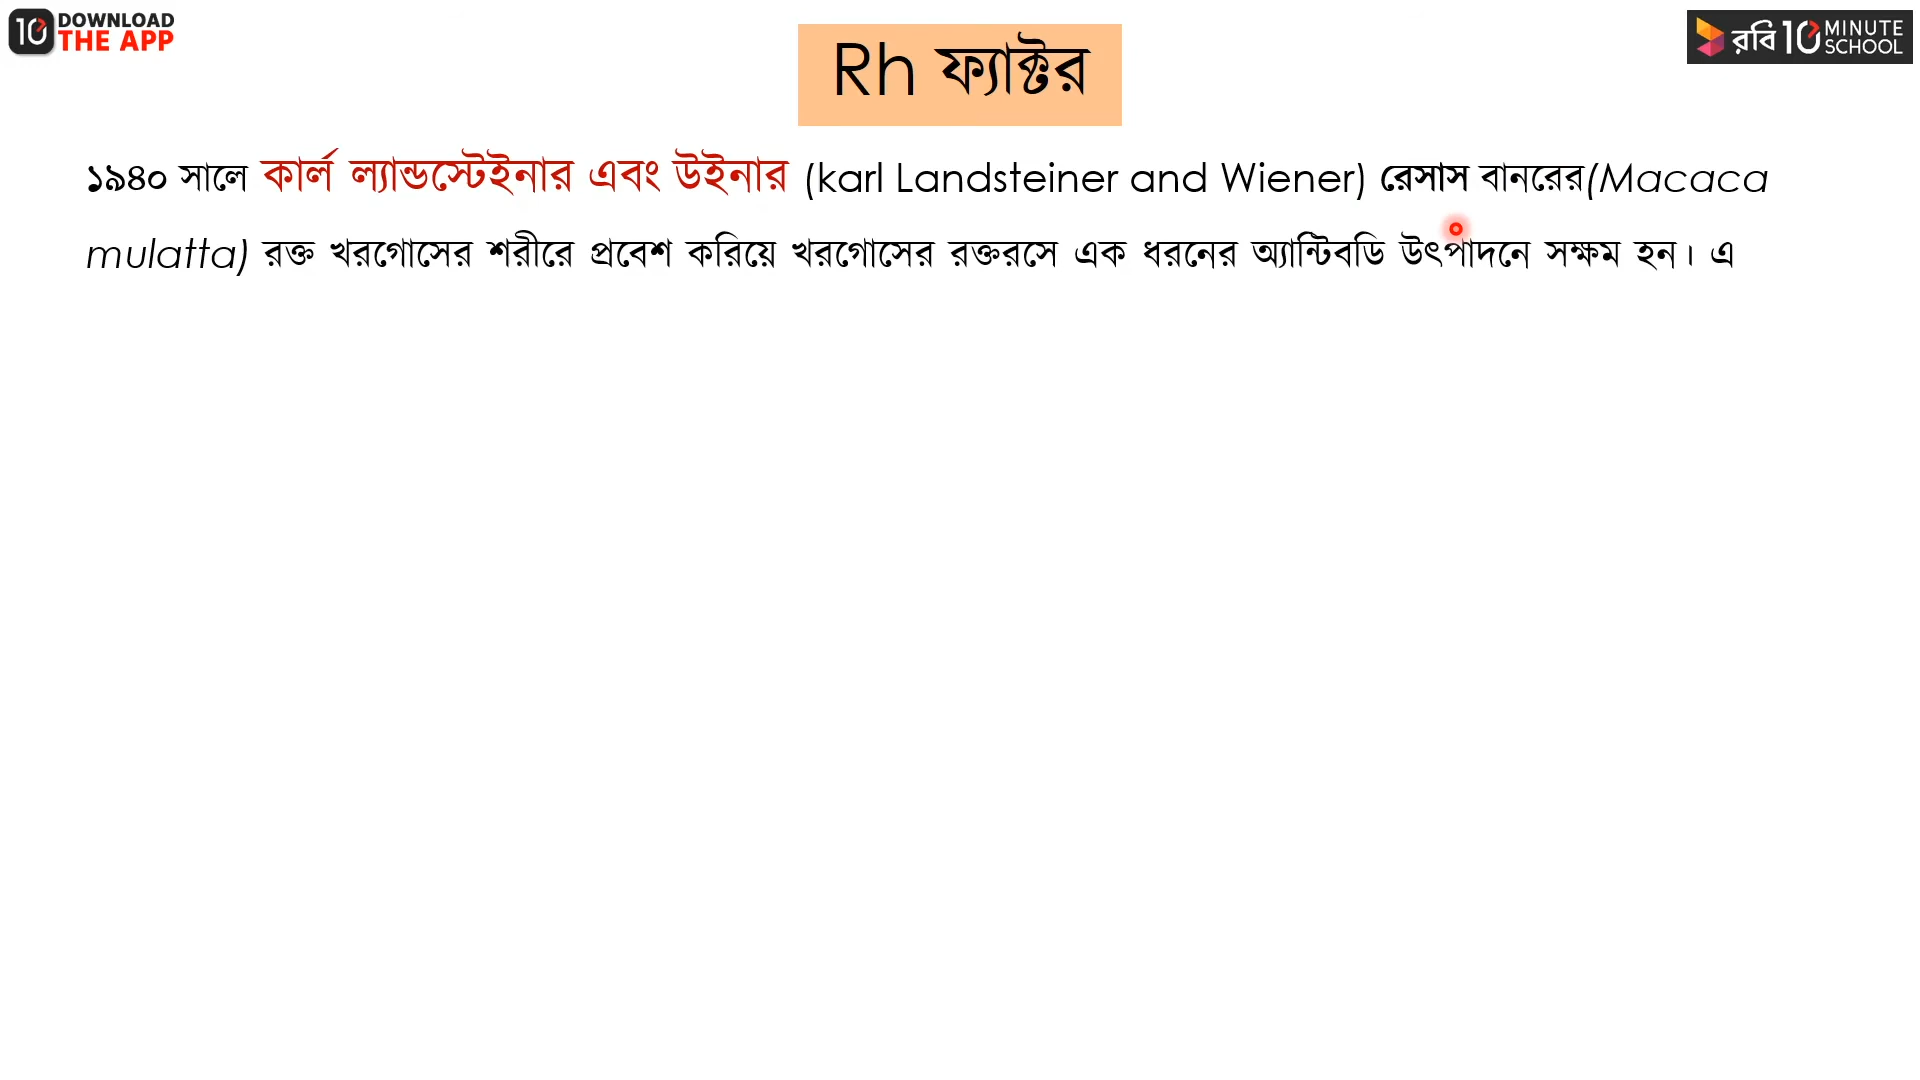 DOWNLOAD
THE APP
রবি 10 MINUTE SCHOOL
Rh ফ্যাক্টর
১৯৪০ সালে কার্ল ল্যান্ডস্টেইনার এবং উইনার (karl Landsteiner and Wiener) রেসাস বানরের(Macaca
mulatta) রক্ত খরগোসের শরীরে প্রবেশ করিয়ে খরগোসের রক্তরসে এক ধরনের অ্যান্টিবডি উৎপাদনে সক্ষম হন। এ